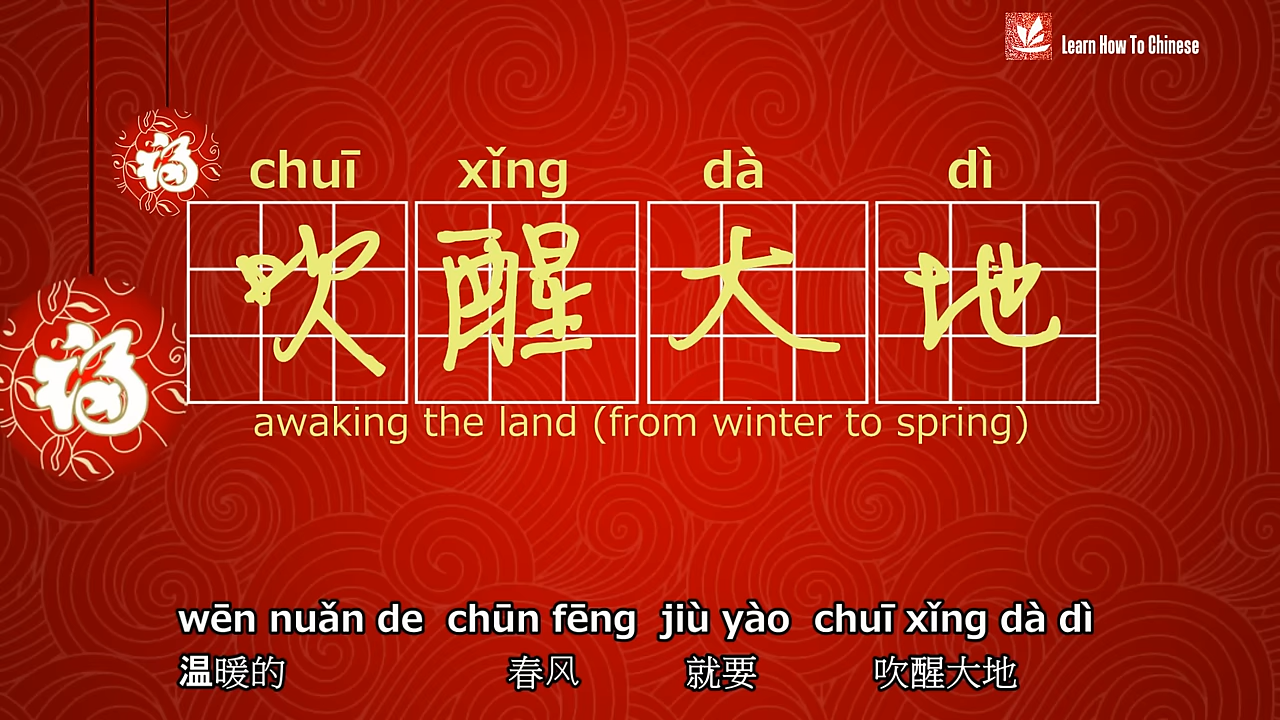 Learn How To Chinese
福
chuī xǐng dà dì
吹醒大地
福
awaking the land (from winter to spring)
wēn nuǎn de chūn fēng jiù yào chuī xǐng dà dì
温暖的 春风 就要 吹醒大地